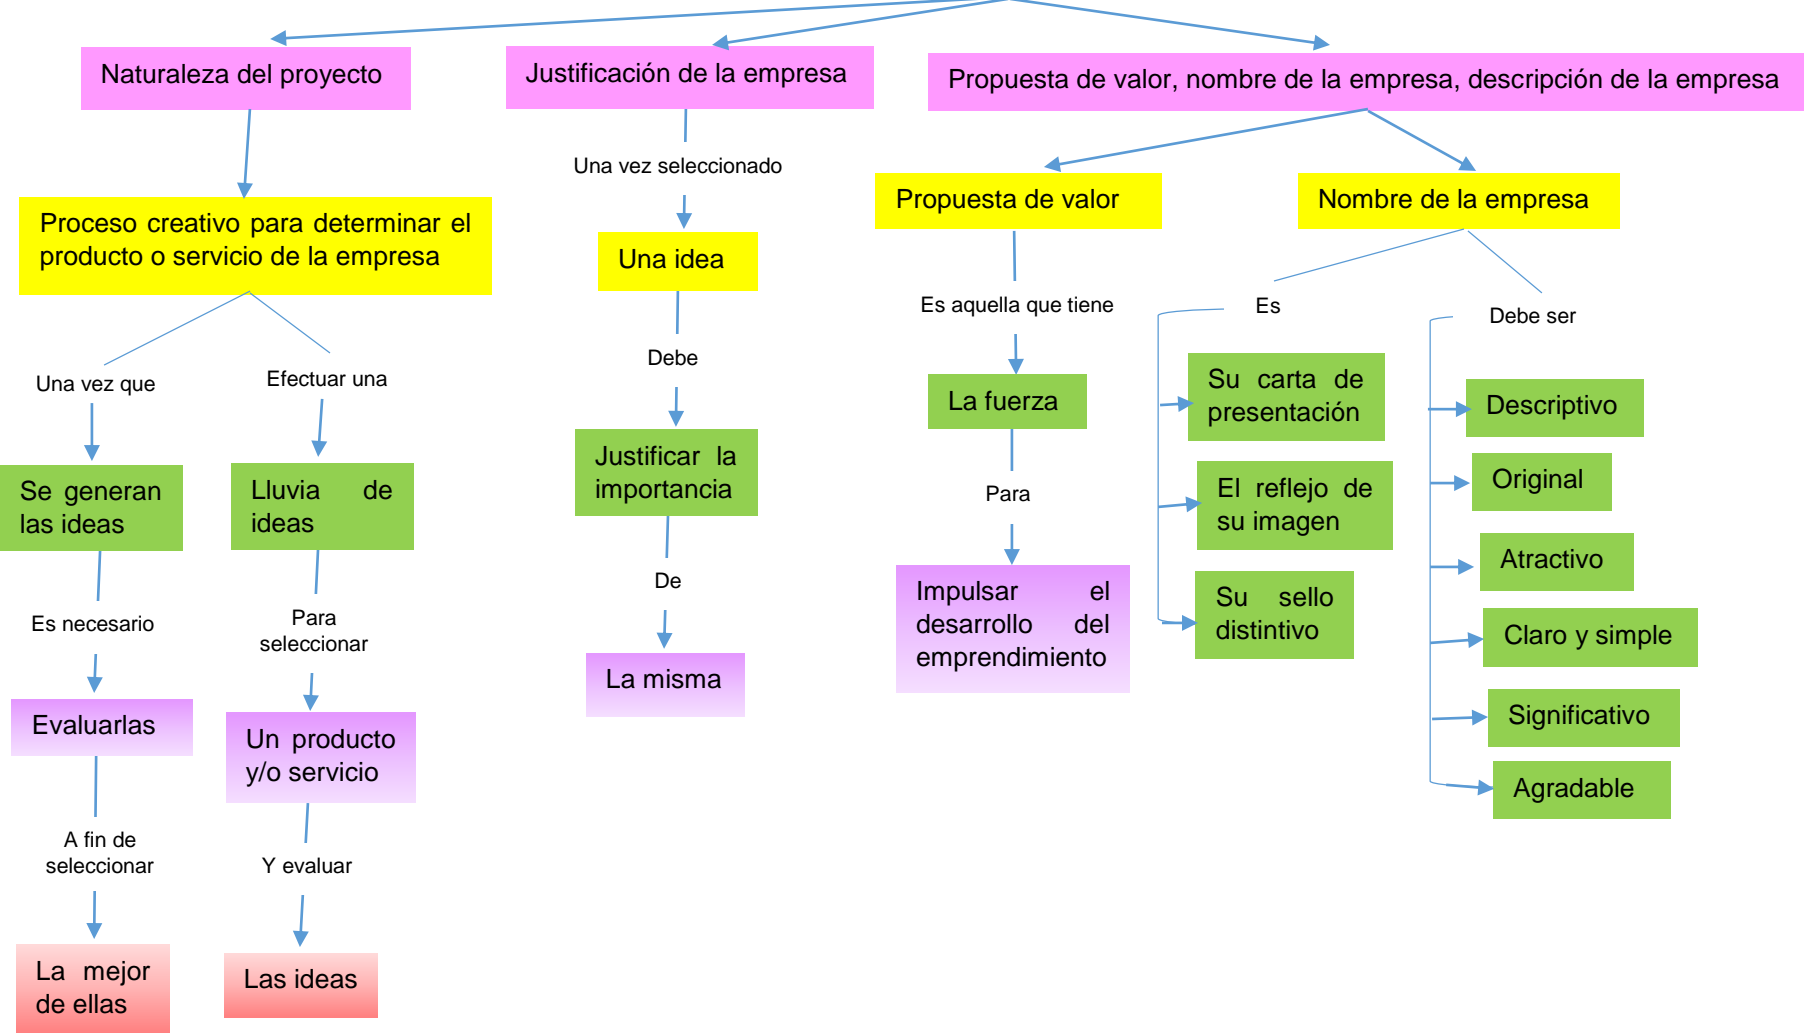 Naturaleza del proyecto
Justificación de la empresa
Propuesta de valor, nombre de la empresa, descripción de la empresa
Proceso creativo para determinar el
producto o servicio de la empresa
Una vez que
Se generan
las ideas
Es necesario
Evaluarlas
A fin de
seleccionar
La mejor
de ellas
Efectuar una
Lluvia de
ideas
Para
seleccionar
Un producto
y/o servicio
Y evaluar
Las ideas
Una vez seleccionado
Una idea
Debe
Justificar la
importancia
De
La misma
Propuesta de valor
Es aquella que tiene
La fuerza
Para
Impulsar el
desarrollo del
emprendimiento
Nombre de la empresa
Es
Su carta de
presentación
El reflejo de
su imagen
Su sello
distintivo
Debe ser
Descriptivo
Original
Atractivo
Claro y simple
Significativo
Agradable